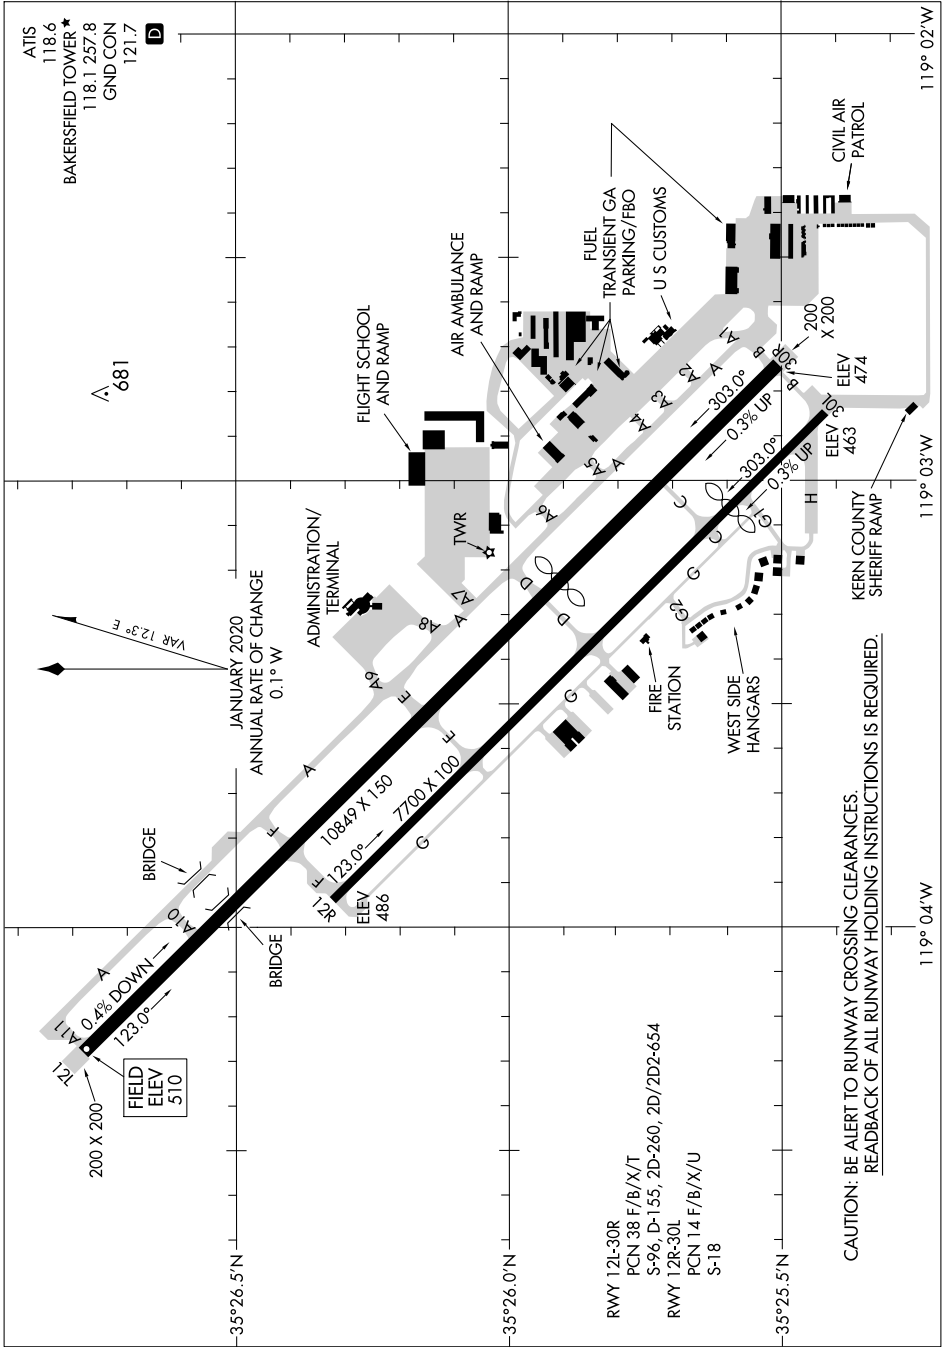 ATIS
118.6
BAKERSFIELD TOWER★
118.1 257.8
GND CON
121.7
D
119° 02'W
681
FLIGHT SCHOOL
AND RAMP
AIR AMBULANCE
AND RAMP
FUEL
TRANSIENT GA
PARKING/FBO
U S CUSTOMS
CIVIL AIR
PATROL
200
X 200
A1
A
A2
A3
A4
A5
A
A6
B
B
30R
ELEV
474
303.0°
0.3% UP
30L
ELEV
463
303.0°
0.3% UP
119° 03'W
C
C
G1
H
G
G2
D
D
TWR
A7
A
A8
A9
ADMINISTRATION/
TERMINAL
VAR 12.3° E
JANUARY 2020
ANNUAL RATE OF CHANGE
0.1° W
KERN COUNTY
SHERIFF RAMP
WEST SIDE
HANGARS
FIRE
STATION
E
E
G
A
F
F
G
10849 X 150
7700 X 100
123.0°
12R
ELEV
486
BRIDGE
BRIDGE
A10
A
A11
0.4% DOWN
123.0°
12L
200 X 200
FIELD
ELEV
510
119° 04'W
35°26.5'N
35°26.0'N
35°25.5'N
RWY 12L-30R
PCN 38 F/B/X/T
S-96, D-155, 2D-260, 2D/2D2-654
RWY 12R-30L
PCN 14 F/B/X/U
S-18
CAUTION: BE ALERT TO RUNWAY CROSSING CLEARANCES.
READBACK OF ALL RUNWAY HOLDING INSTRUCTIONS IS REQUIRED.